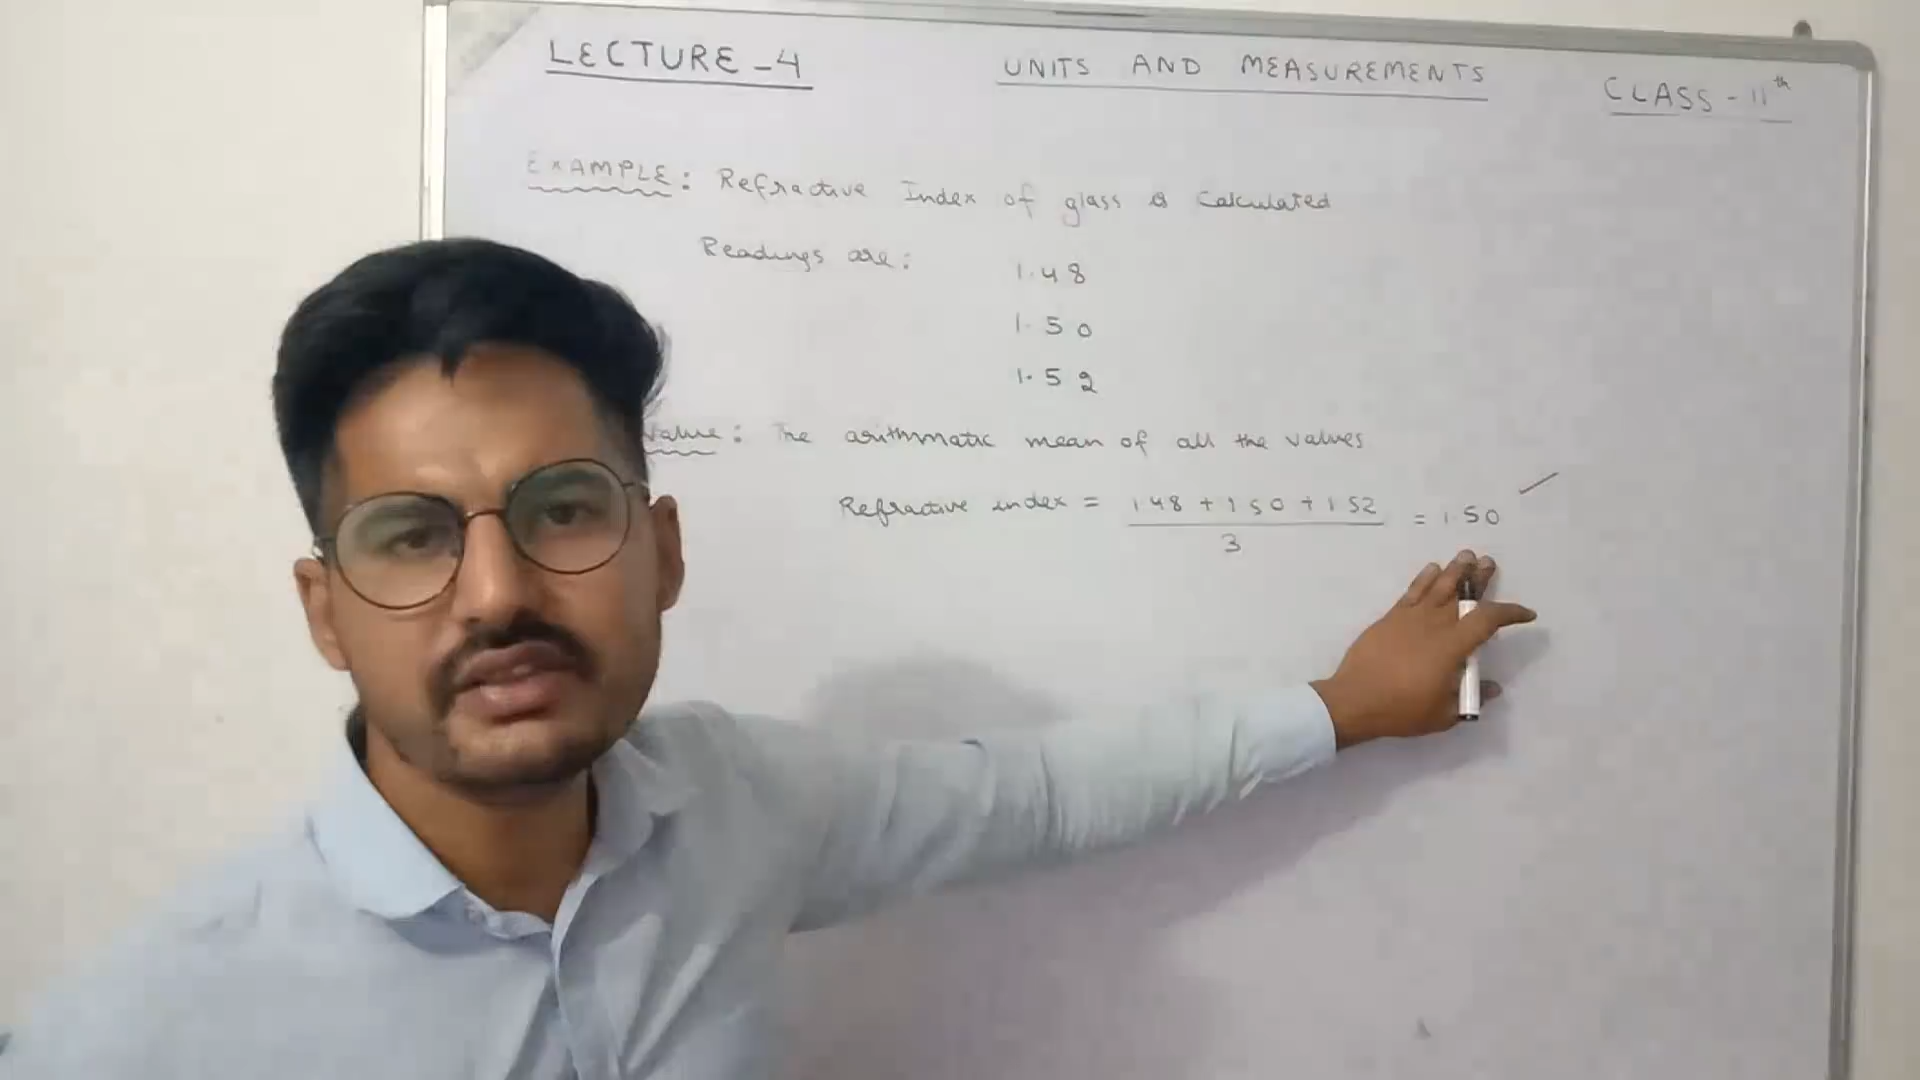 LECTURE - 4
UNITS AND MEASUREMENTS
CLASS - 11th
EXAMPLE: Refractive Index of glass is calculated
Readings are: 1.48
1.50
1.52
Value: The arithmatic mean of all the values
Refractive index = 1.48 + 1.50 + 1.52 = 1.50
3